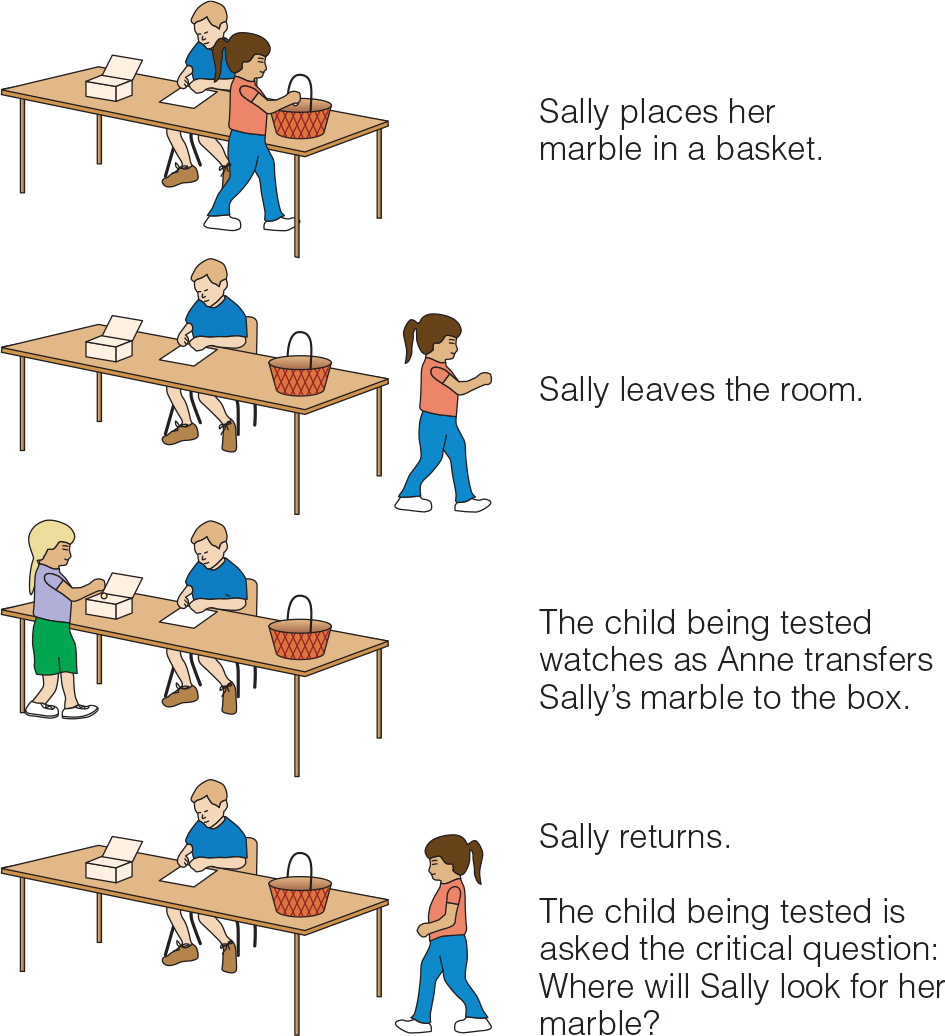 Sally places her
marble in a basket.
Sally leaves the room.
The child being tested
watches as Anne transfers
Sally’s marble to the box.
Sally returns.
The child being tested is
asked the critical question:
Where will Sally look for her
marble?